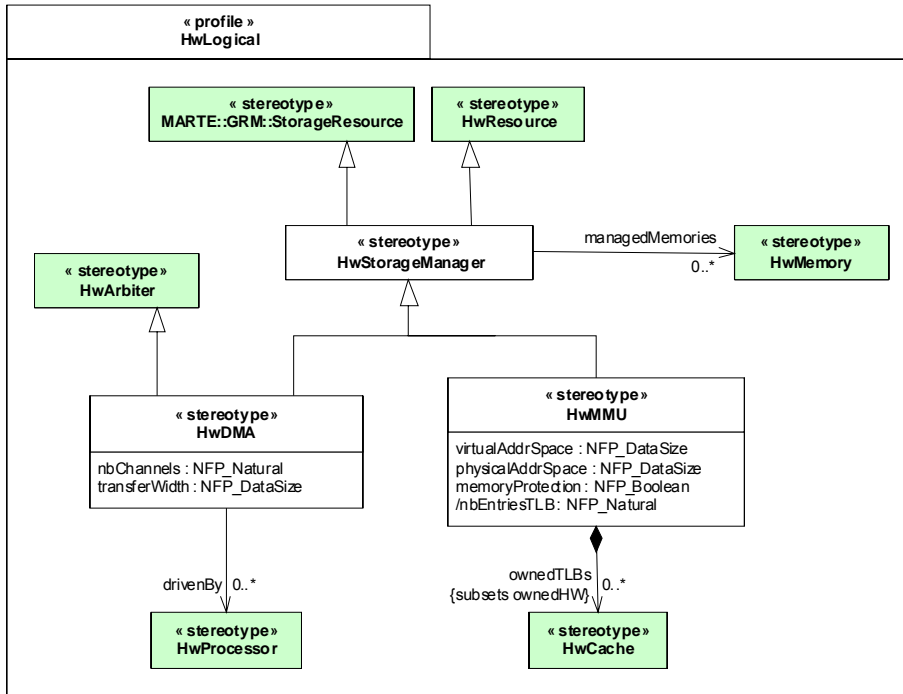 « profile »
HwLogical
« stereotype »
MARTE::GRM::StorageResource
« stereotype »
HwResource
« stereotype »
HwStorageManager
managedMemories
0..*
« stereotype »
HwMemory
« stereotype »
HwArbiter
« stereotype »
HwDMA
nbChannels : NFP_Natural
transferWidth : NFP_DataSize
« stereotype »
HwMMU
virtualAddrSpace : NFP_DataSize
physicalAddrSpace : NFP_DataSize
memoryProtection : NFP_Boolean
/nbEntriesTLB: NFP_Natural
drivenBy 0..*
ownedTLBs 0..*
{subsets ownedHW}
« stereotype »
HwProcessor
« stereotype »
HwCache